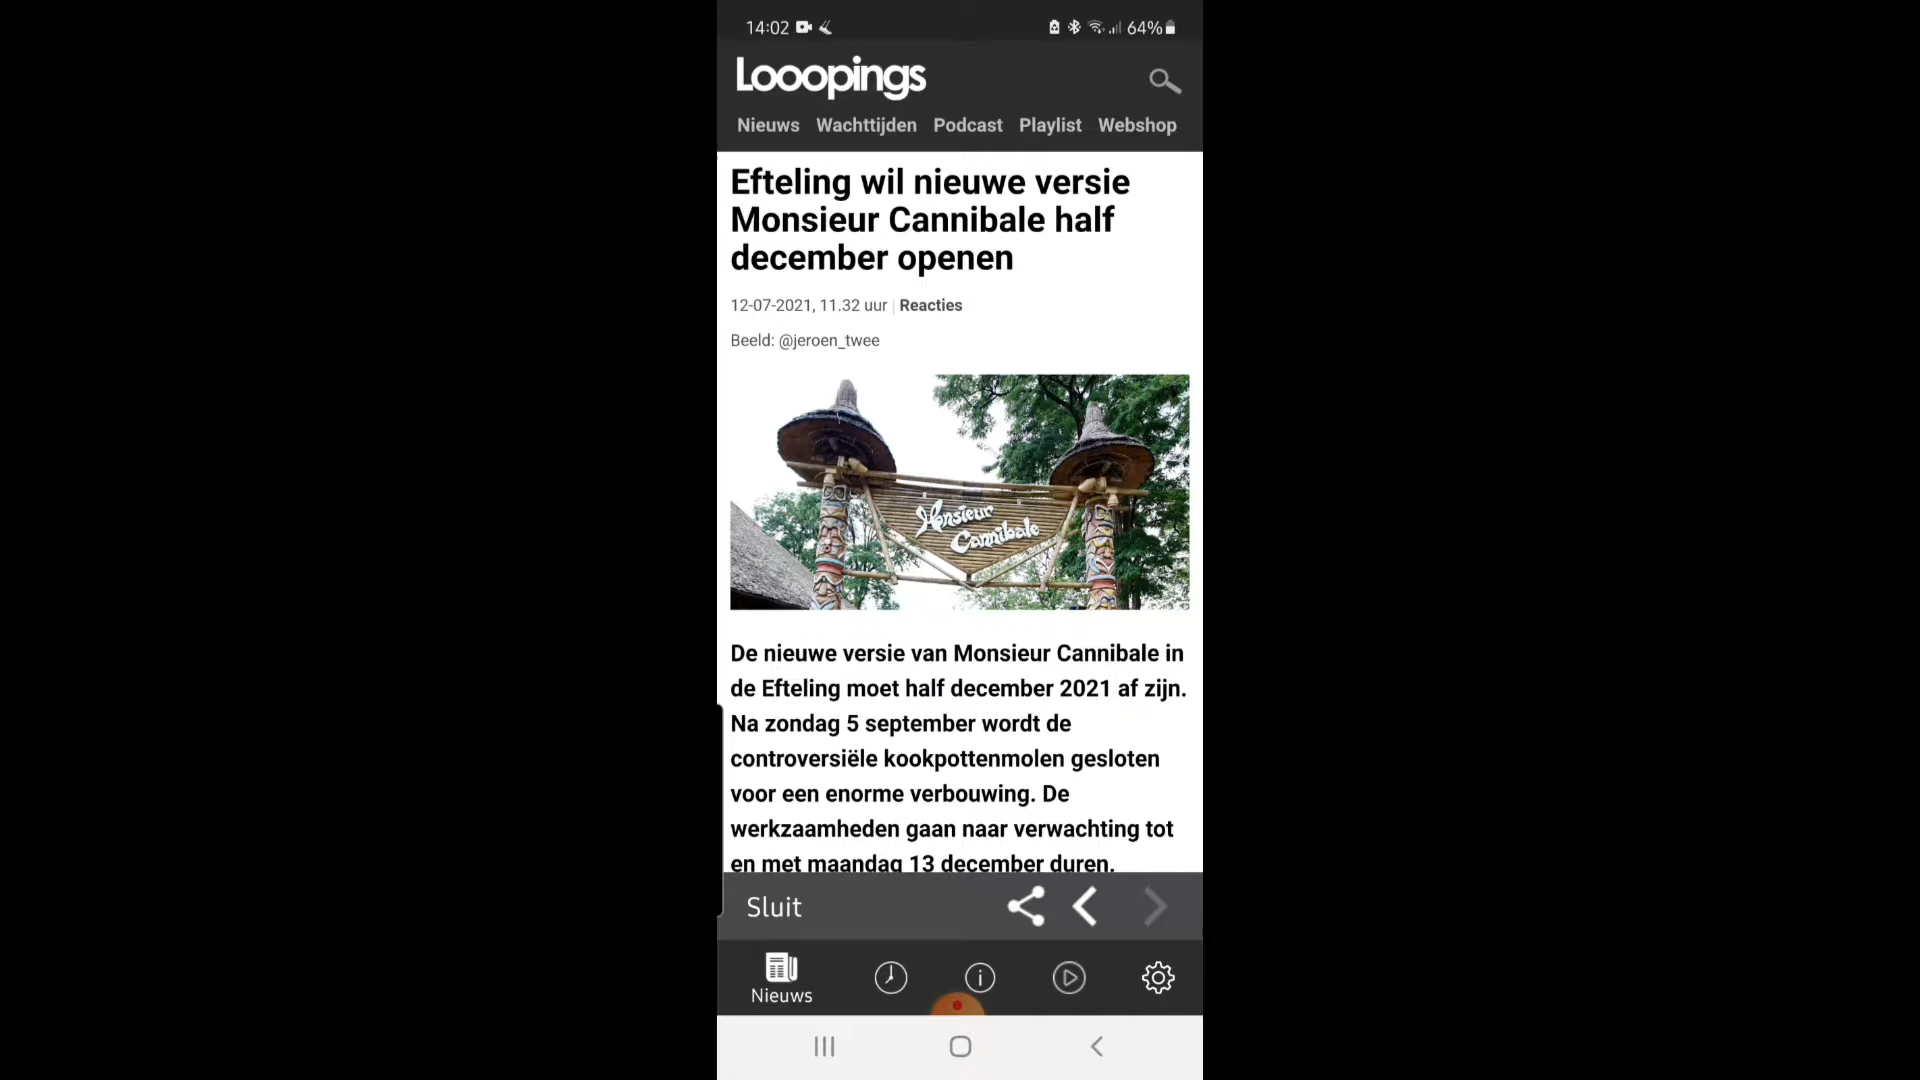 14:02
64%
Looopings
Nieuws Wachttijden Podcast Playlist Webshop
Efteling wil nieuwe versie
Monsieur Cannibale half
december openen
12-07-2021, 11.32 uur | Reacties
Beeld: @jeroen_twee
Monsieur
Cannibale
De nieuwe versie van Monsieur Cannibale in
de Efteling moet half december 2021 af zijn.
Na zondag 5 september wordt de
controversiële kookpottenmolen gesloten
voor een enorme verbouwing. De
werkzaamheden gaan naar verwachting tot
en met maandag 13 december duren.
Sluit
Nieuws